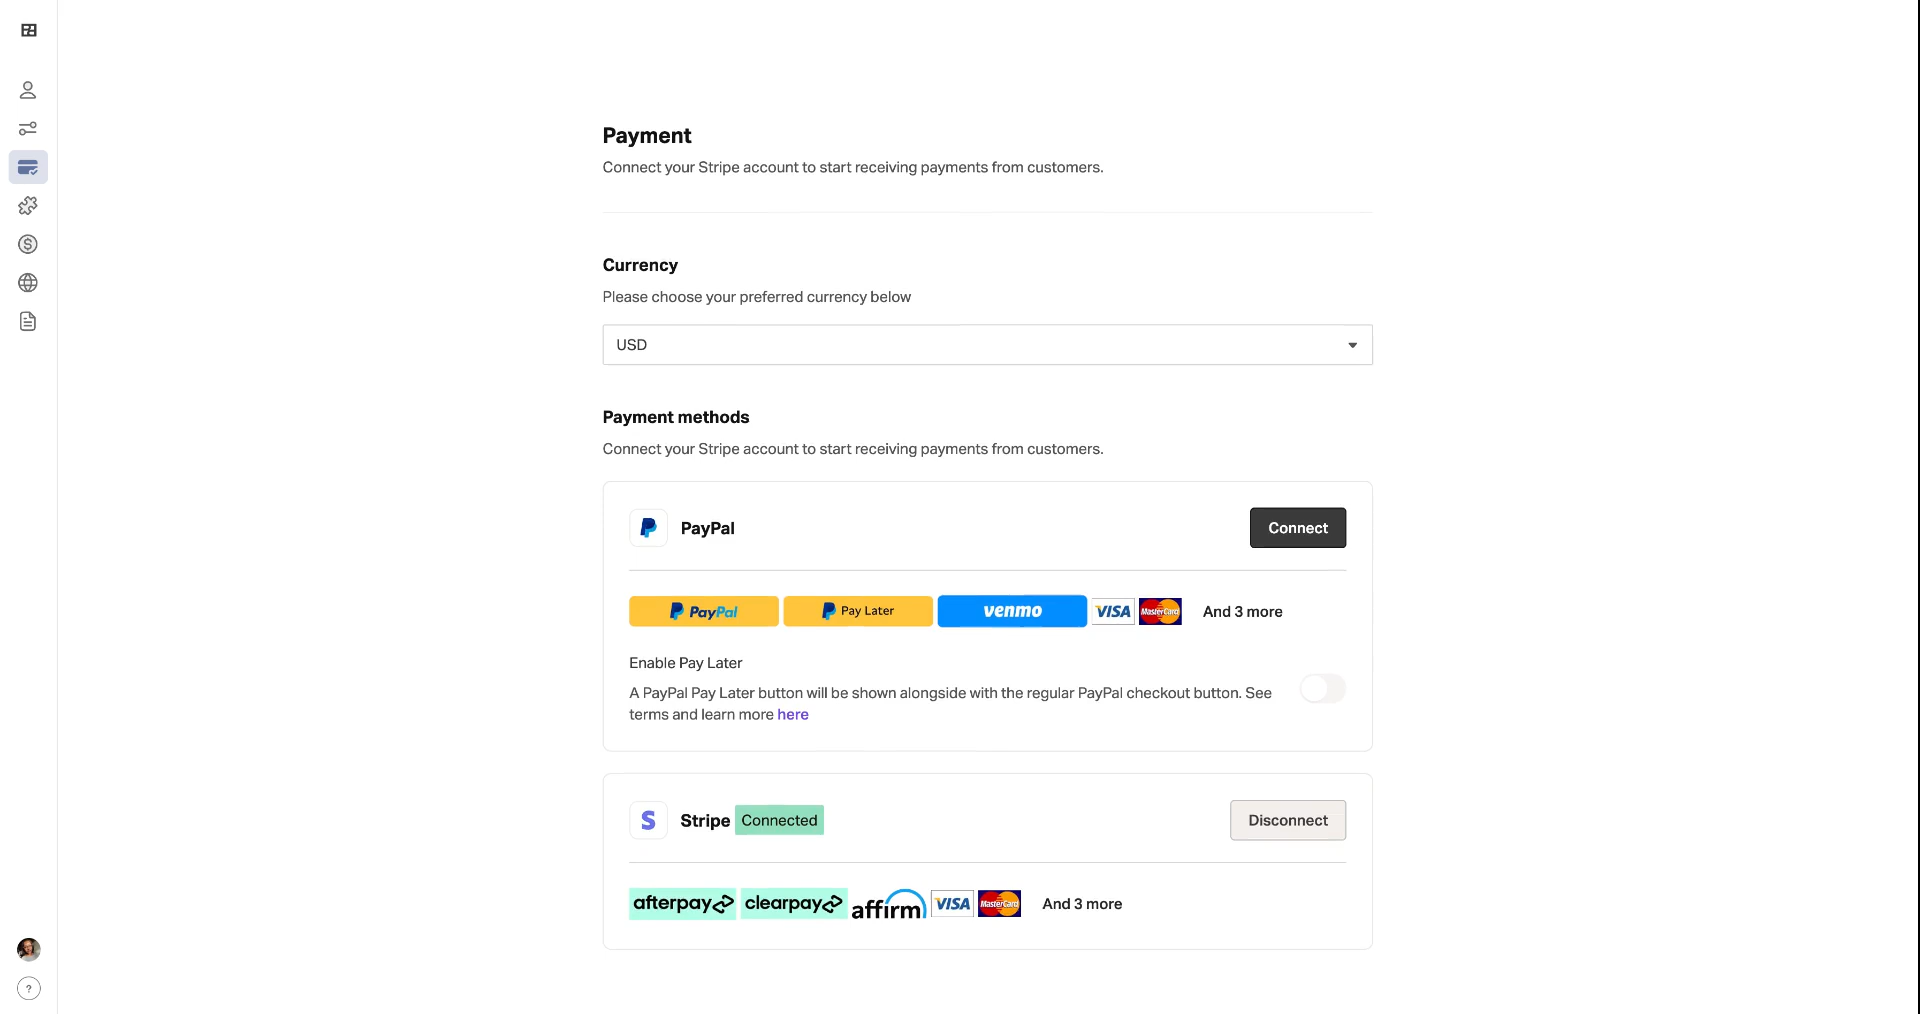 Payment
Connect your Stripe account to start receiving payments from customers.
Currency
Please choose your preferred currency below
USD
Payment methods
Connect your Stripe account to start receiving payments from customers.
PayPal
Connect
PayPal Pay Later venmo VISA MasterCard And 3 more
Enable Pay Later
A PayPal Pay Later button will be shown alongside with the regular PayPal checkout button. See
terms and learn more here
S Stripe Connected
Disconnect
afterpay clearpay affirm VISA MasterCard And 3 more
?